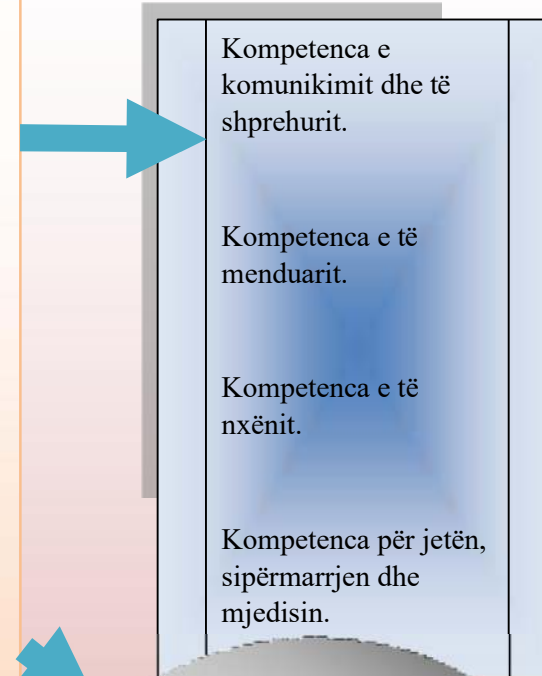 Kompetenca e
komunikimit dhe të
shprehurit.
Kompetenca e të
menduarit.
Kompetenca e të
nxënit.
Kompetenca për jetën,
sipërmarrjen dhe
mjedisin.